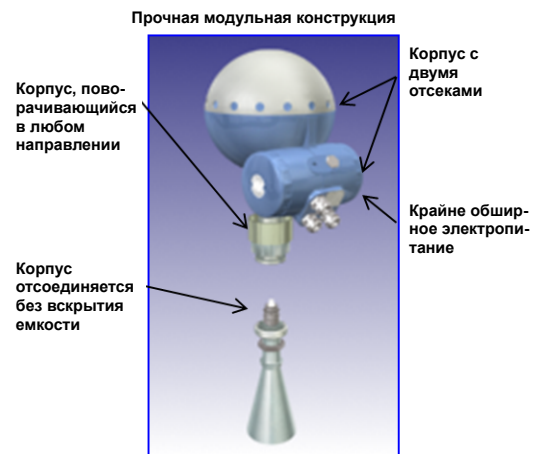 Прочная модульная конструкция
Корпус с
двумя
отсеками
Корпус, пово-
рачивающийся
в любом
направлении
Крайне обшир-
ное электропи-
тание
Корпус
отсоединяется
без вскрытия
емкости